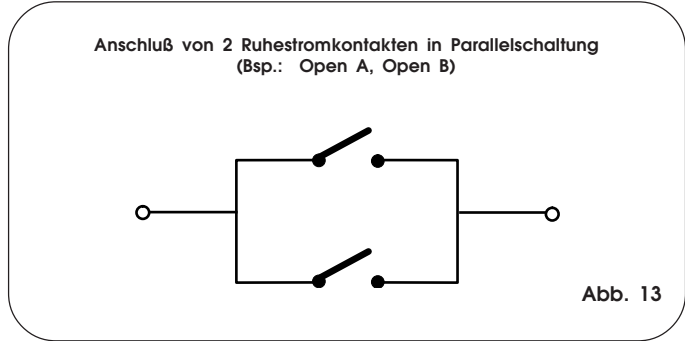 Anschluß von 2 Ruhestromkontakten in Parallelschaltung
(Bsp.: Open A, Open B)
Abb. 13